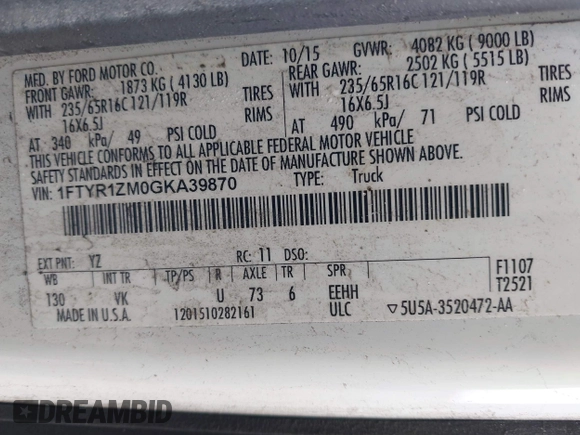 MFD. BY FORD MOTOR CO.
DATE: 10/15 GVWR: 4082 KG (9000 LB)
FRONT GAWR: 1873 KG (4130 LB)
REAR GAWR: 2502 KG (5515 LB)
WITH 235/65R16C 121/119R TIRES
WITH 235/65R16C 121/119R TIRES
16X6.5J RIMS
16X6.5J RIMS
AT 340 kPa/ 49 PSI COLD
AT 490 kPa/ 71 PSI COLD
THIS VEHICLE CONFORMS TO ALL APPLICABLE FEDERAL MOTOR VEHICLE
SAFETY STANDARDS IN EFFECT ON THE DATE OF MANUFACTURE SHOWN ABOVE.
VIN: 1FTYR1ZM0GKA39870 TYPE: Truck
EXT PNT: YZ RC: 11 DSO:
WB INT TR TP/PS R AXLE TR SPR
130 VK U 73 6 EEHH
F1107
T2521
MADE IN U.S.A. 1201510282161 ULC ▽5U5A-3520472-AA
DREAMBID